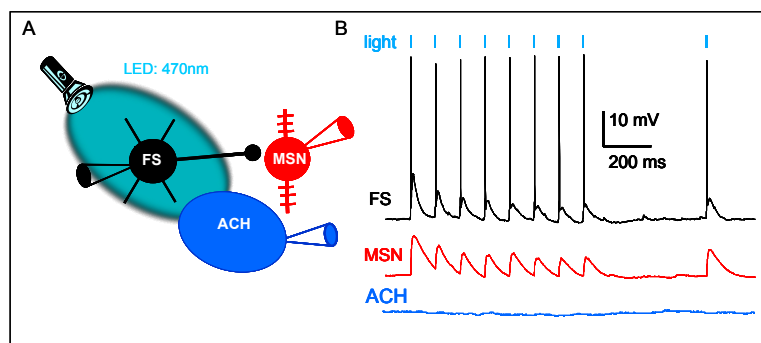 A
LED: 470nm
FS
MSN
ACH
B
light
10 mV
200 ms
FS
MSN
ACH